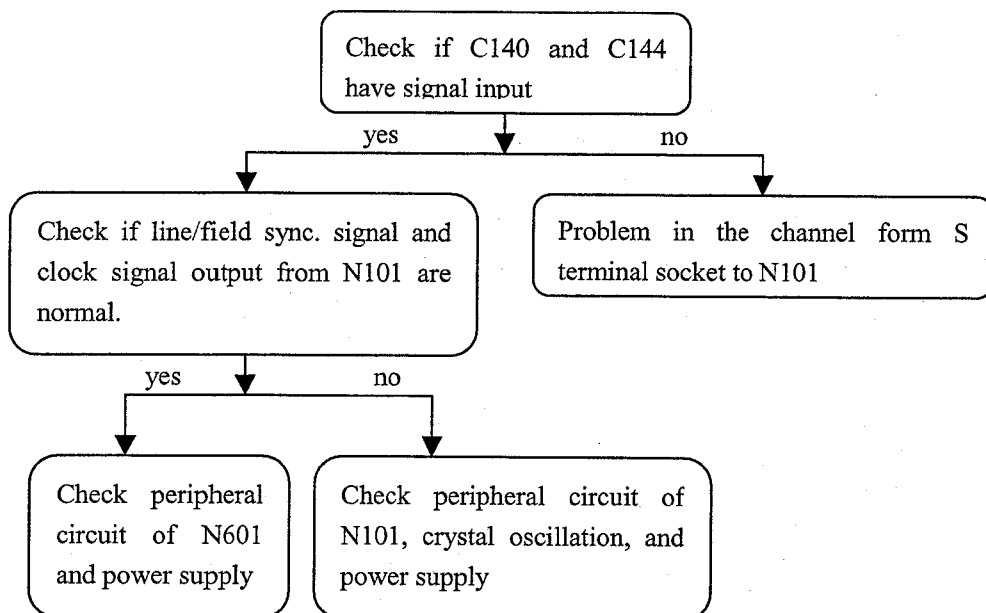 Check if C140 and C144
have signal input
yes
no
Check if line/field sync. signal and
clock signal output from N101 are
normal.
Problem in the channel form S
terminal socket to N101
yes
no
Check peripheral
circuit of N601
and power supply
Check peripheral circuit of
N101, crystal oscillation, and
power supply